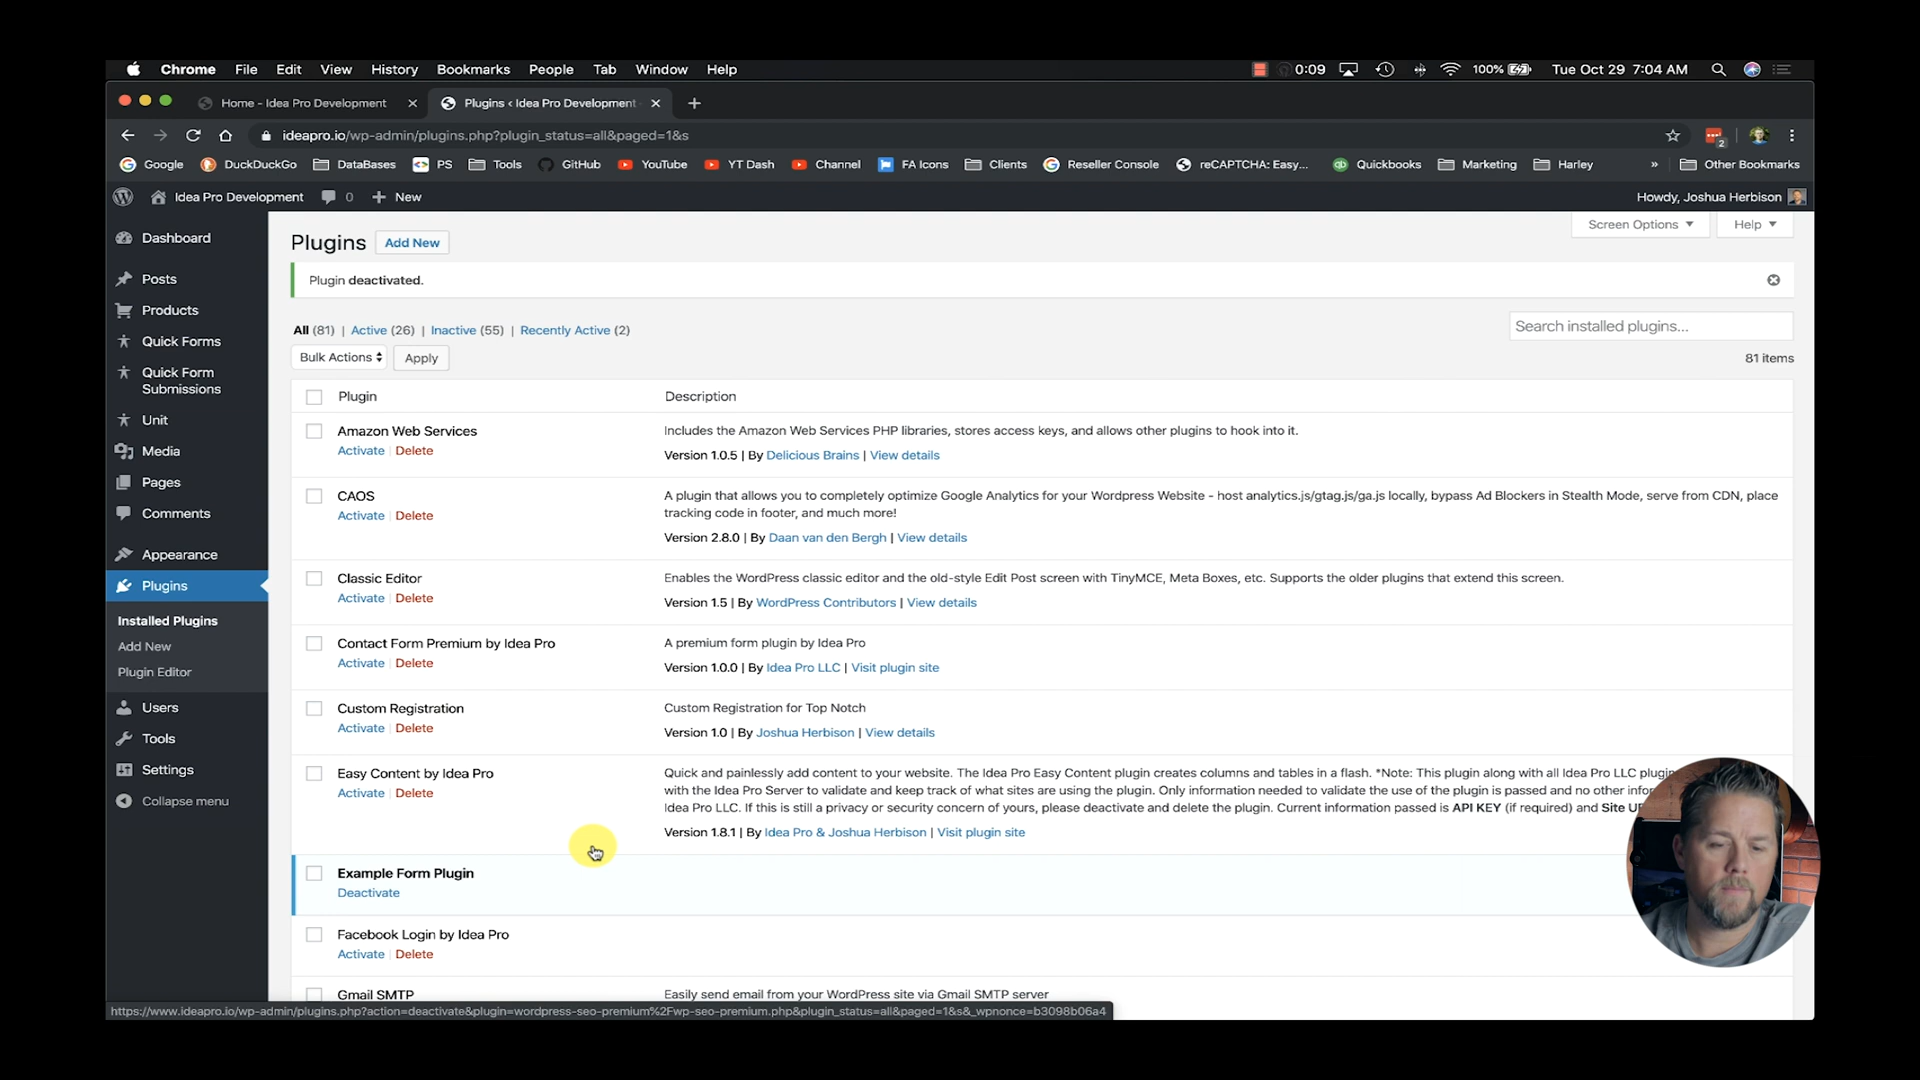 Chrome File Edit View History Bookmarks People Tab Window Help 0:09 100% Tue Oct 29 7:04 AM
Home - Idea Pro Development Plugins ‹ Idea Pro Development
ideapro.io/wp-admin/plugins.php?plugin_status=all&paged=1&s 2
Google DuckDuckGo DataBases PS Tools GitHub YouTube YT Dash Channel FA Icons Clients Reseller Console reCAPTCHA: Easy... Quickbooks Marketing Harley » Other Bookmarks
Idea Pro Development 0 + New Howdy, Joshua Herbison
Dashboard
Posts
Products
Quick Forms
Quick Form
Submissions
Unit
Media
Pages
Comments
Appearance
Plugins
Installed Plugins
Add New
Plugin Editor
Users
Tools
Settings
Collapse menu
Screen Options Help
Plugins Add New
Plugin deactivated.
All (81) | Active (26) | Inactive (55) | Recently Active (2)
Search installed plugins...
Bulk Actions Apply
81 items
Plugin Description
Amazon Web Services
Activate | Delete
Includes the Amazon Web Services PHP libraries, stores access keys, and allows other plugins to hook into it.
Version 1.0.5 | By Delicious Brains | View details
CAOS
Activate | Delete
A plugin that allows you to completely optimize Google Analytics for your Wordpress Website - host analytics.js/gtag.js/ga.js locally, bypass Ad Blockers in Stealth Mode, serve from CDN, place
tracking code in footer, and much more!
Version 2.8.0 | By Daan van den Bergh | View details
Classic Editor
Activate | Delete
Enables the WordPress classic editor and the old-style Edit Post screen with TinyMCE, Meta Boxes, etc. Supports the older plugins that extend this screen.
Version 1.5 | By WordPress Contributors | View details
Contact Form Premium by Idea Pro
Activate | Delete
A premium form plugin by Idea Pro
Version 1.0.0 | By Idea Pro LLC | Visit plugin site
Custom Registration
Activate | Delete
Custom Registration for Top Notch
Version 1.0 | By Joshua Herbison | View details
Easy Content by Idea Pro
Activate | Delete
Quick and painlessly add content to your website. The Idea Pro Easy Content plugin creates columns and tables in a flash. *Note: This plugin along with all Idea Pro LLC
with the Idea Pro Server to validate and keep track of what sites are using the plugin. Only information needed to validate the use of the plugin is passed and no other
Idea Pro LLC. If this is still a privacy or security concern of yours, please deactivate and delete the plugin. Current information passed is API KEY (if required) and Site
Version 1.8.1 | By Idea Pro & Joshua Herbison | Visit plugin site
Example Form Plugin
Deactivate
Facebook Login by Idea Pro
Activate | Delete
Gmail SMTP
Easily send email from your WordPress site via Gmail SMTP server
https://www.ideapro.io/wp-admin/plugins.php?action=deactivate&plugin=wordpress-seo-premium%2Fwp-seo-premium.php&plugin_status=all&paged=1&s&_wpnonce=b3098b06a4